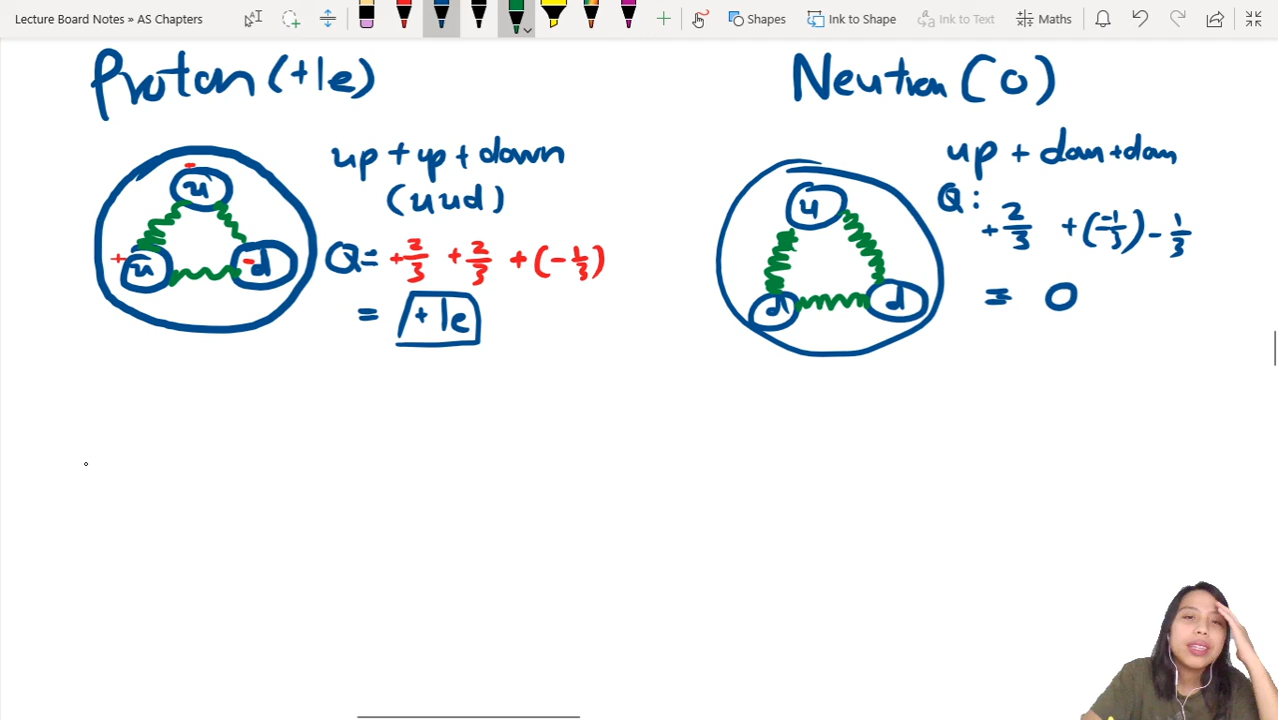 Lecture Board Notes » AS Chapters
Shapes
Ink to Shape
Ink to Text
Maths
Proton (+1e)
up + up + down
(uud)
Q = +2/3 +2/3 +(-1/3)
= +1e
+
u
+
u
-
d
Neutron (0)
up + down + down
Q:
+2/3 +(-1/3) -1/3
= 0
u
d
d